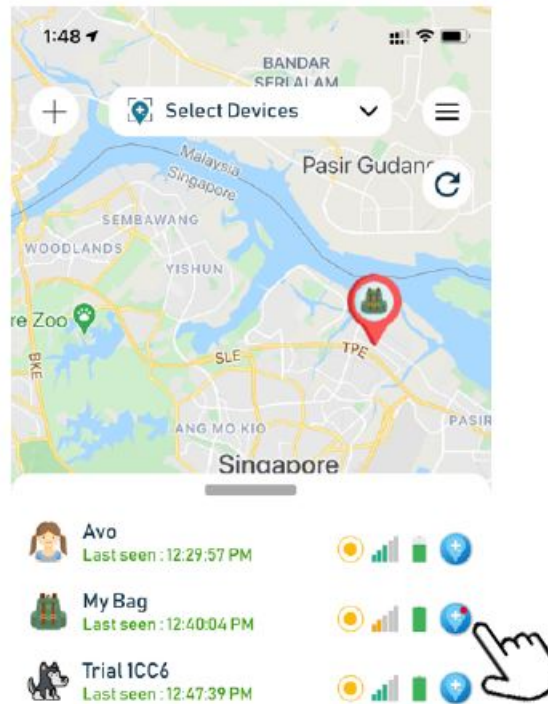 1:48
BANDAR
SERI ALAM
Select Devices
Malaysia
Singapore
Pasir Gudang
SEMBAWANG
WOODLANDS
YISHUN
re Zoo
BKE
SLE
TPE
PASIR
ANG MO KIO
Singapore
Avo
Last seen : 12:29:57 PM
My Bag
Last seen : 12:40:04 PM
Trial 1CC6
Last seen : 12:47:39 PM